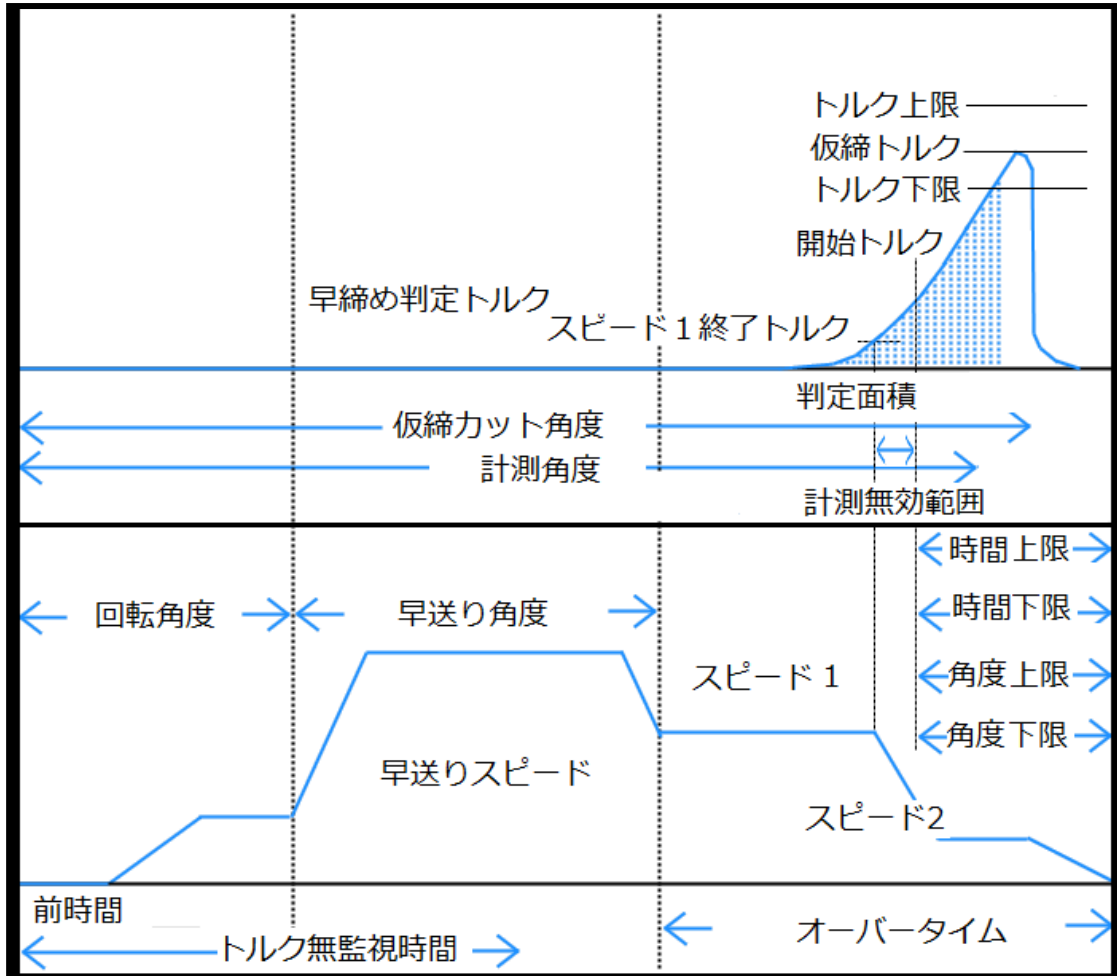 トルク上限
仮締トルク
トルク下限
開始トルク
早締め判定トルク
スピード１終了トルク
判定面積
仮締カット角度
計測角度
計測無効範囲
時間上限
回転角度
早送り角度
時間下限
スピード１
角度上限
角度下限
早送りスピード
スピード2
前時間
オーバータイム
トルク無監視時間